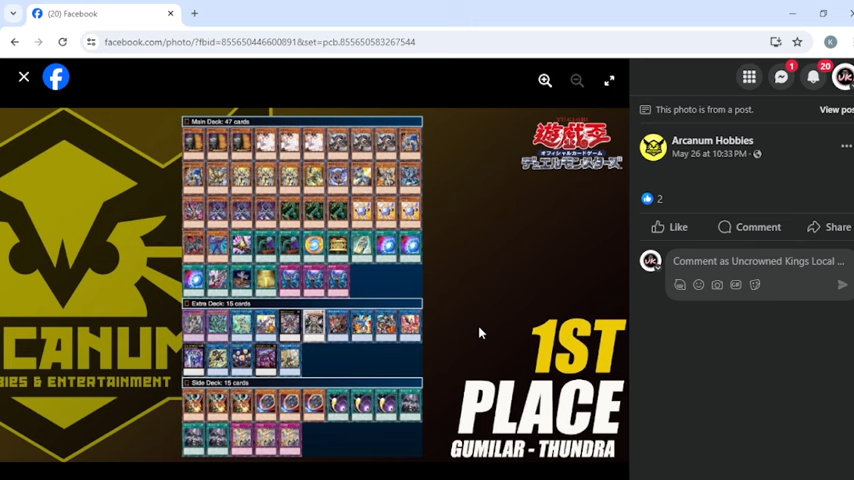 (20) Facebook
facebook.com/photo/?fbid=855650446600891&set=pcb.855650583267544
K
1
20
This photo is from a post.
View pos
Arcanum Hobbies
May 26 at 10:33 PM
2
Like
Comment
Share
Comment as Uncrowned Kings Local ...
Main Deck: 47 cards
Extra Deck: 15 cards
Side Deck: 15 cards
遊戯王
オフィシャルカードゲーム
デュエルモンスターズ
CANUM
BIES & ENTERTAINMENT
1ST
PLACE
GUMILAR - THUNDRA